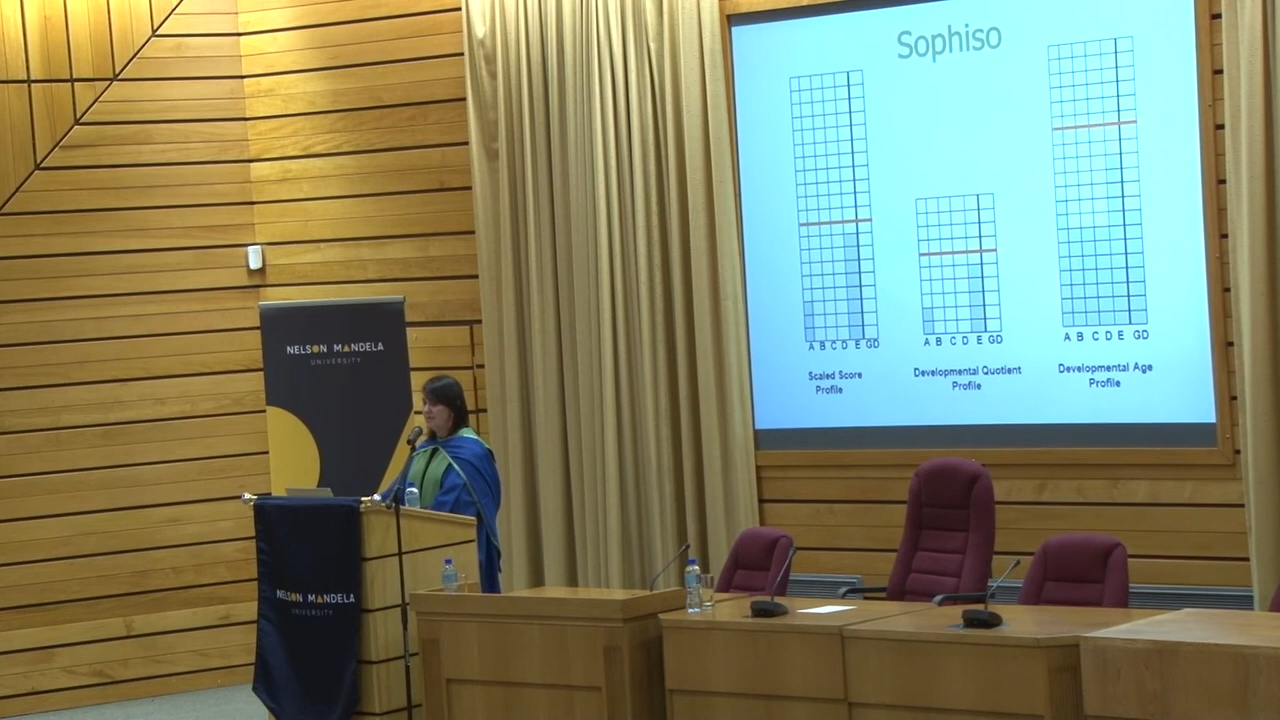 Sophiso
A B C D E GD
A B C D E GD
A B C D E GD
Scaled Score
Profile
Developmental Quotient
Profile
Developmental Age
Profile
NELSON MANDELA
UNIVERSITY
NELSON MANDELA
UNIVERSITY